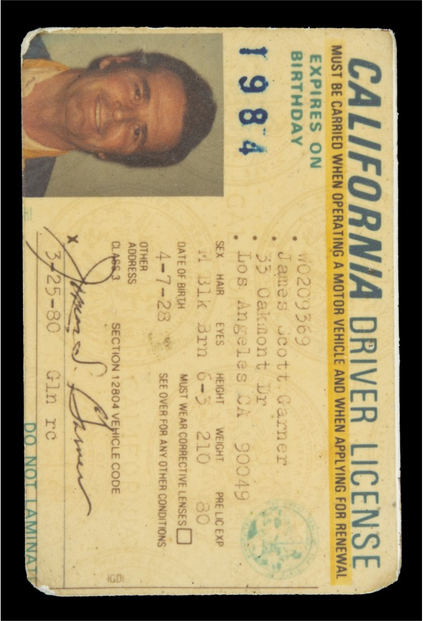 CALIFORNIA DRIVER LICENSE
MUST BE CARRIED WHEN OPERATING A MOTOR VEHICLE AND WHEN APPLYING FOR RENEWAL
EXPIRES ON
BIRTHDAY
1984
W0209369
James Scott Garner
33 Oakmont Dr
Los Angeles CA 90049
SEX HAIR EYES HEIGHT WEIGHT PRE LIC EXP
M Blk Brn 6-3 210 80
DATE OF BIRTH MUST WEAR CORRECTIVE LENSES
4-7-28 SEE OVER FOR ANY OTHER CONDITIONS
OTHER
ADDRESS
CLASS 3 SECTION 12804 VEHICLE CODE
X James S. Garner
3-25-80 Gln rc
DO NOT LAMINAT